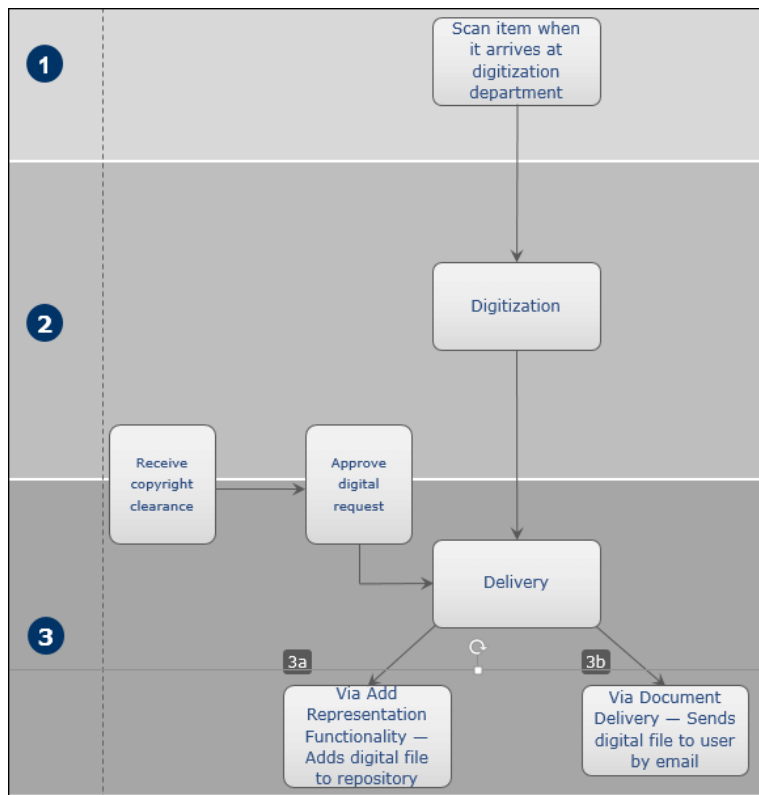 1
Scan item when
it arrives at
digitization
department
2
Digitization
Receive
copyright
clearance
Approve
digital
request
3
Delivery
3a
3b
Via Add
Representation
Functionality —
Adds digital file
to repository
Via Document
Delivery — Sends
digital file to user
by email